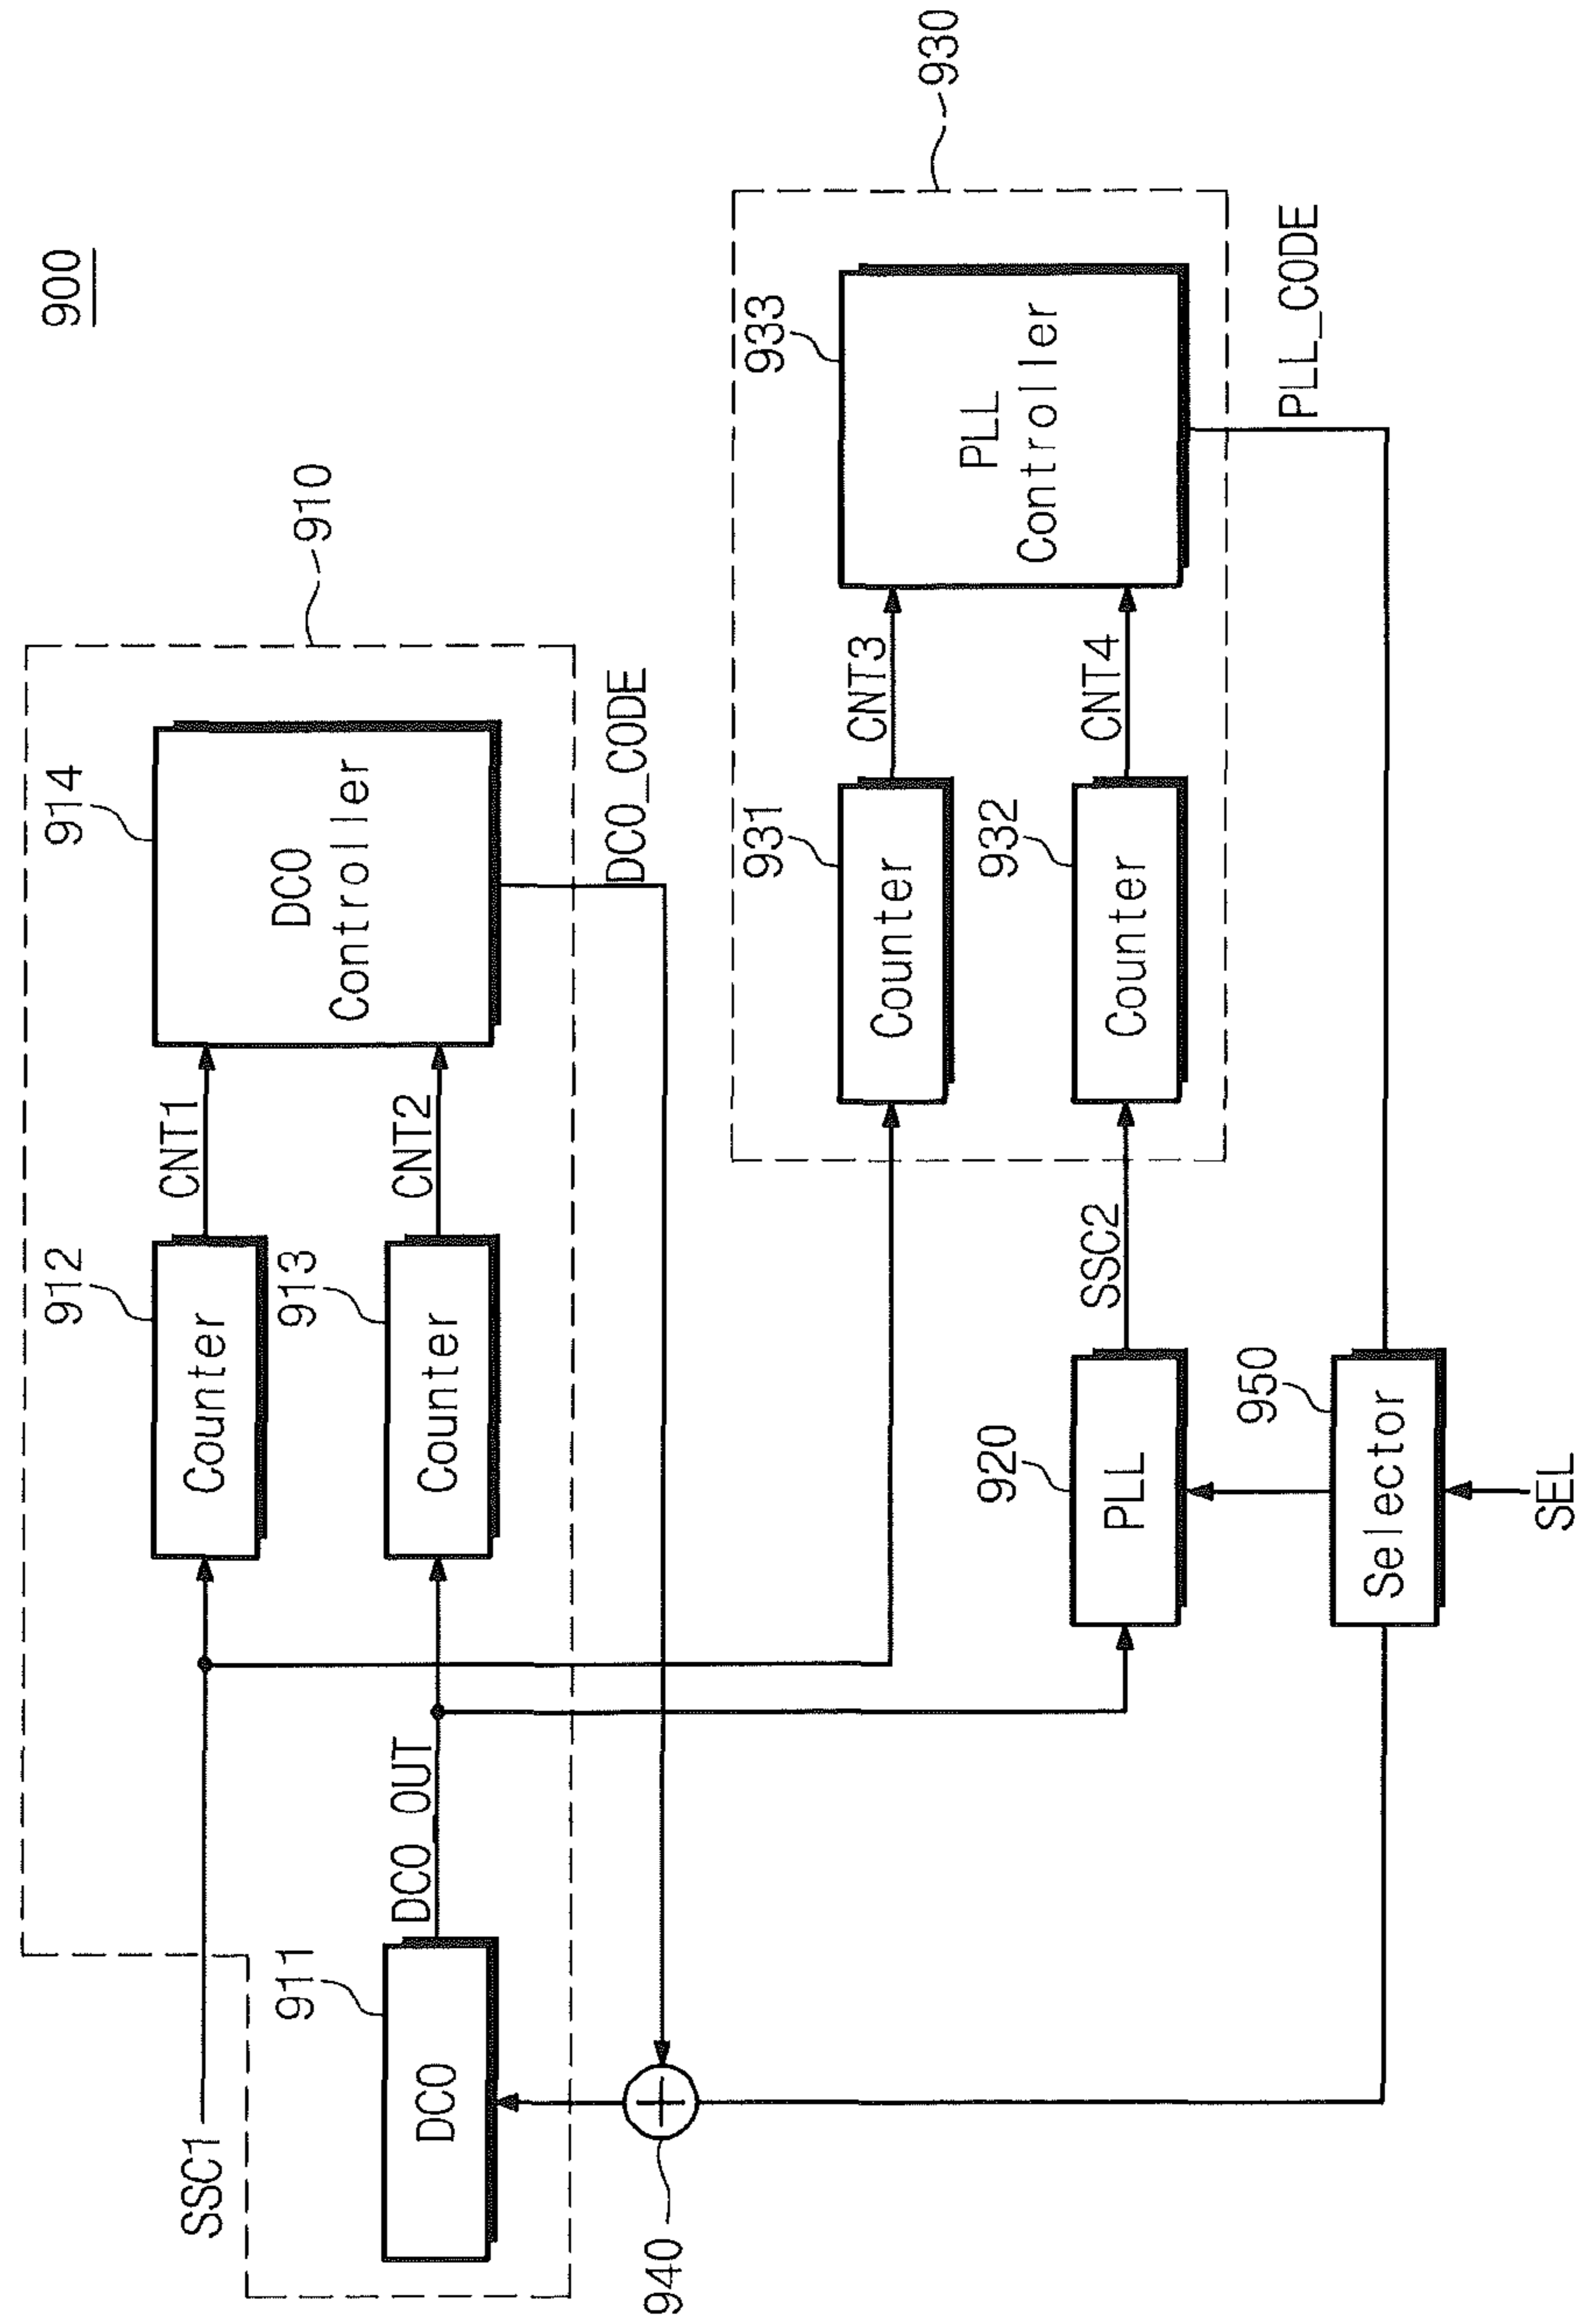 900
910
912
Counter
CNT1
914
DCO
Controller
SSC1
911
DCO
DCO_OUT
913
Counter
CNT2
DCO_CODE
940
930
931
Counter
CNT3
933
PLL
Controller
920
PLL
SSC2
932
Counter
CNT4
950
Selector
SEL
PLL_CODE